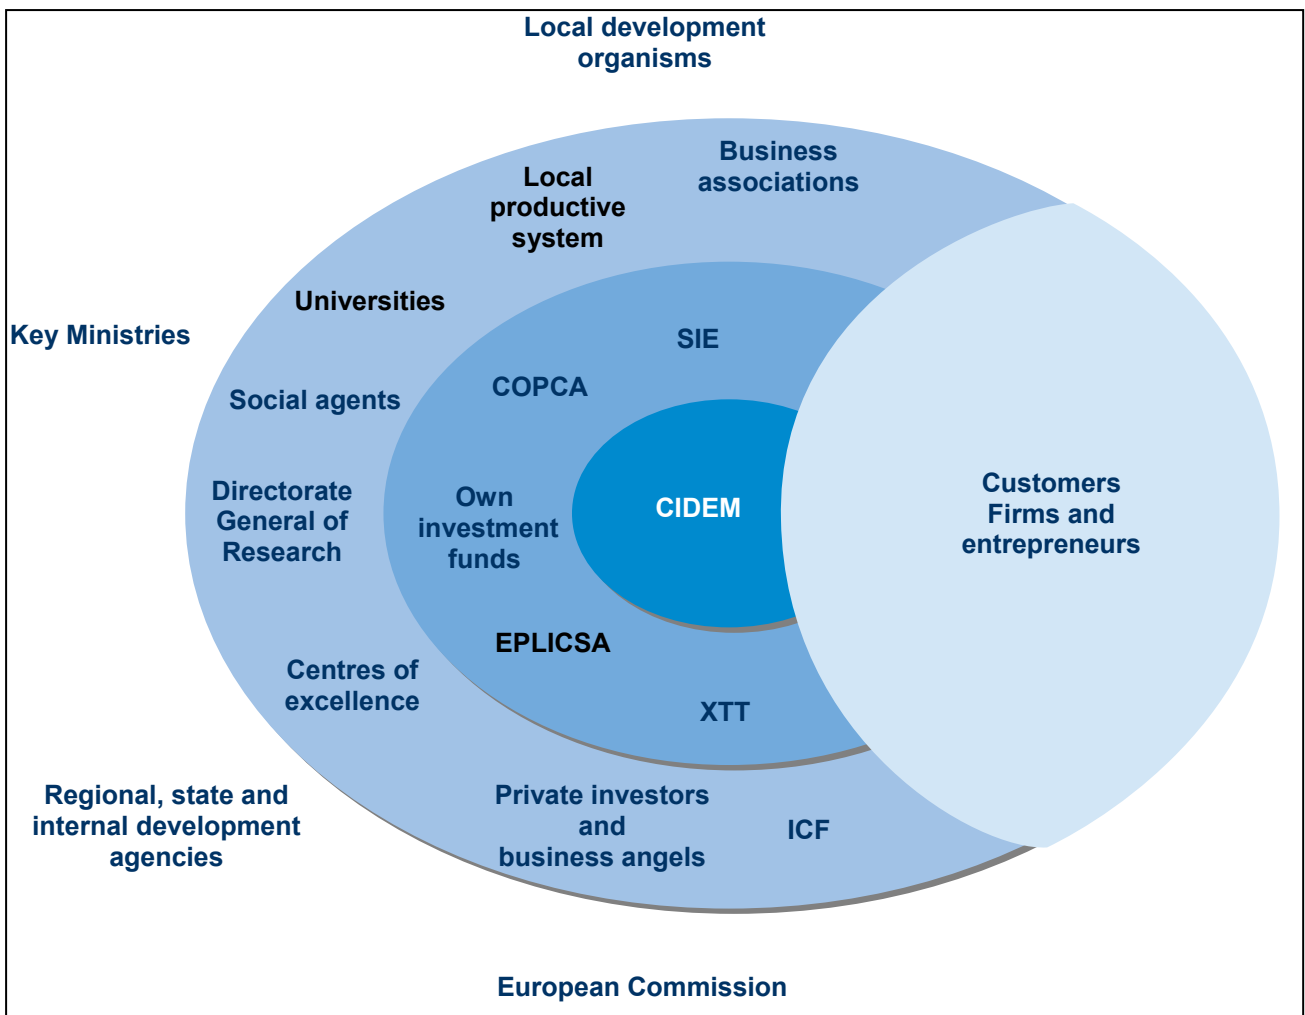 Local development
organisms
Business
associations
Local
productive
system
Universities
Key Ministries
SIE
COPCA
Social agents
Directorate
General of
Research
Own
investment
funds
CIDEM
Customers
Firms and
entrepreneurs
EPLICSA
Centres of
excellence
XTT
Regional, state and
internal development
agencies
Private investors
and
business angels
ICF
European Commission